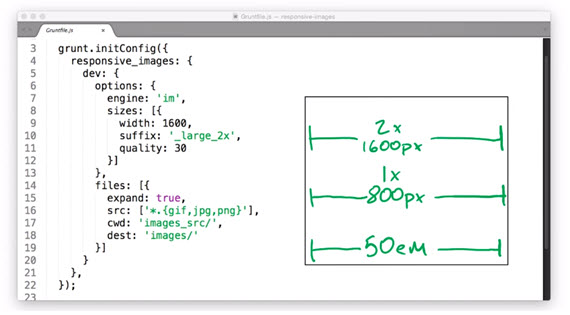 Gruntfile.js — responsive-images
Gruntfile.js ×
3 grunt.initConfig({
4 responsive_images: {
5 dev: {
6 options: {
7 engine: 'im',
8 sizes: [{
9 width: 1600,
10 suffix: '_large_2x',
11 quality: 30
12 }]
13 },
14 files: [{
15 expand: true,
16 src: ['*.{gif,jpg,png}'],
17 cwd: 'images_src/',
18 dest: 'images/'
19 }]
20 }
21 },
22 });
23
2x
1600px
1x
800px
50em